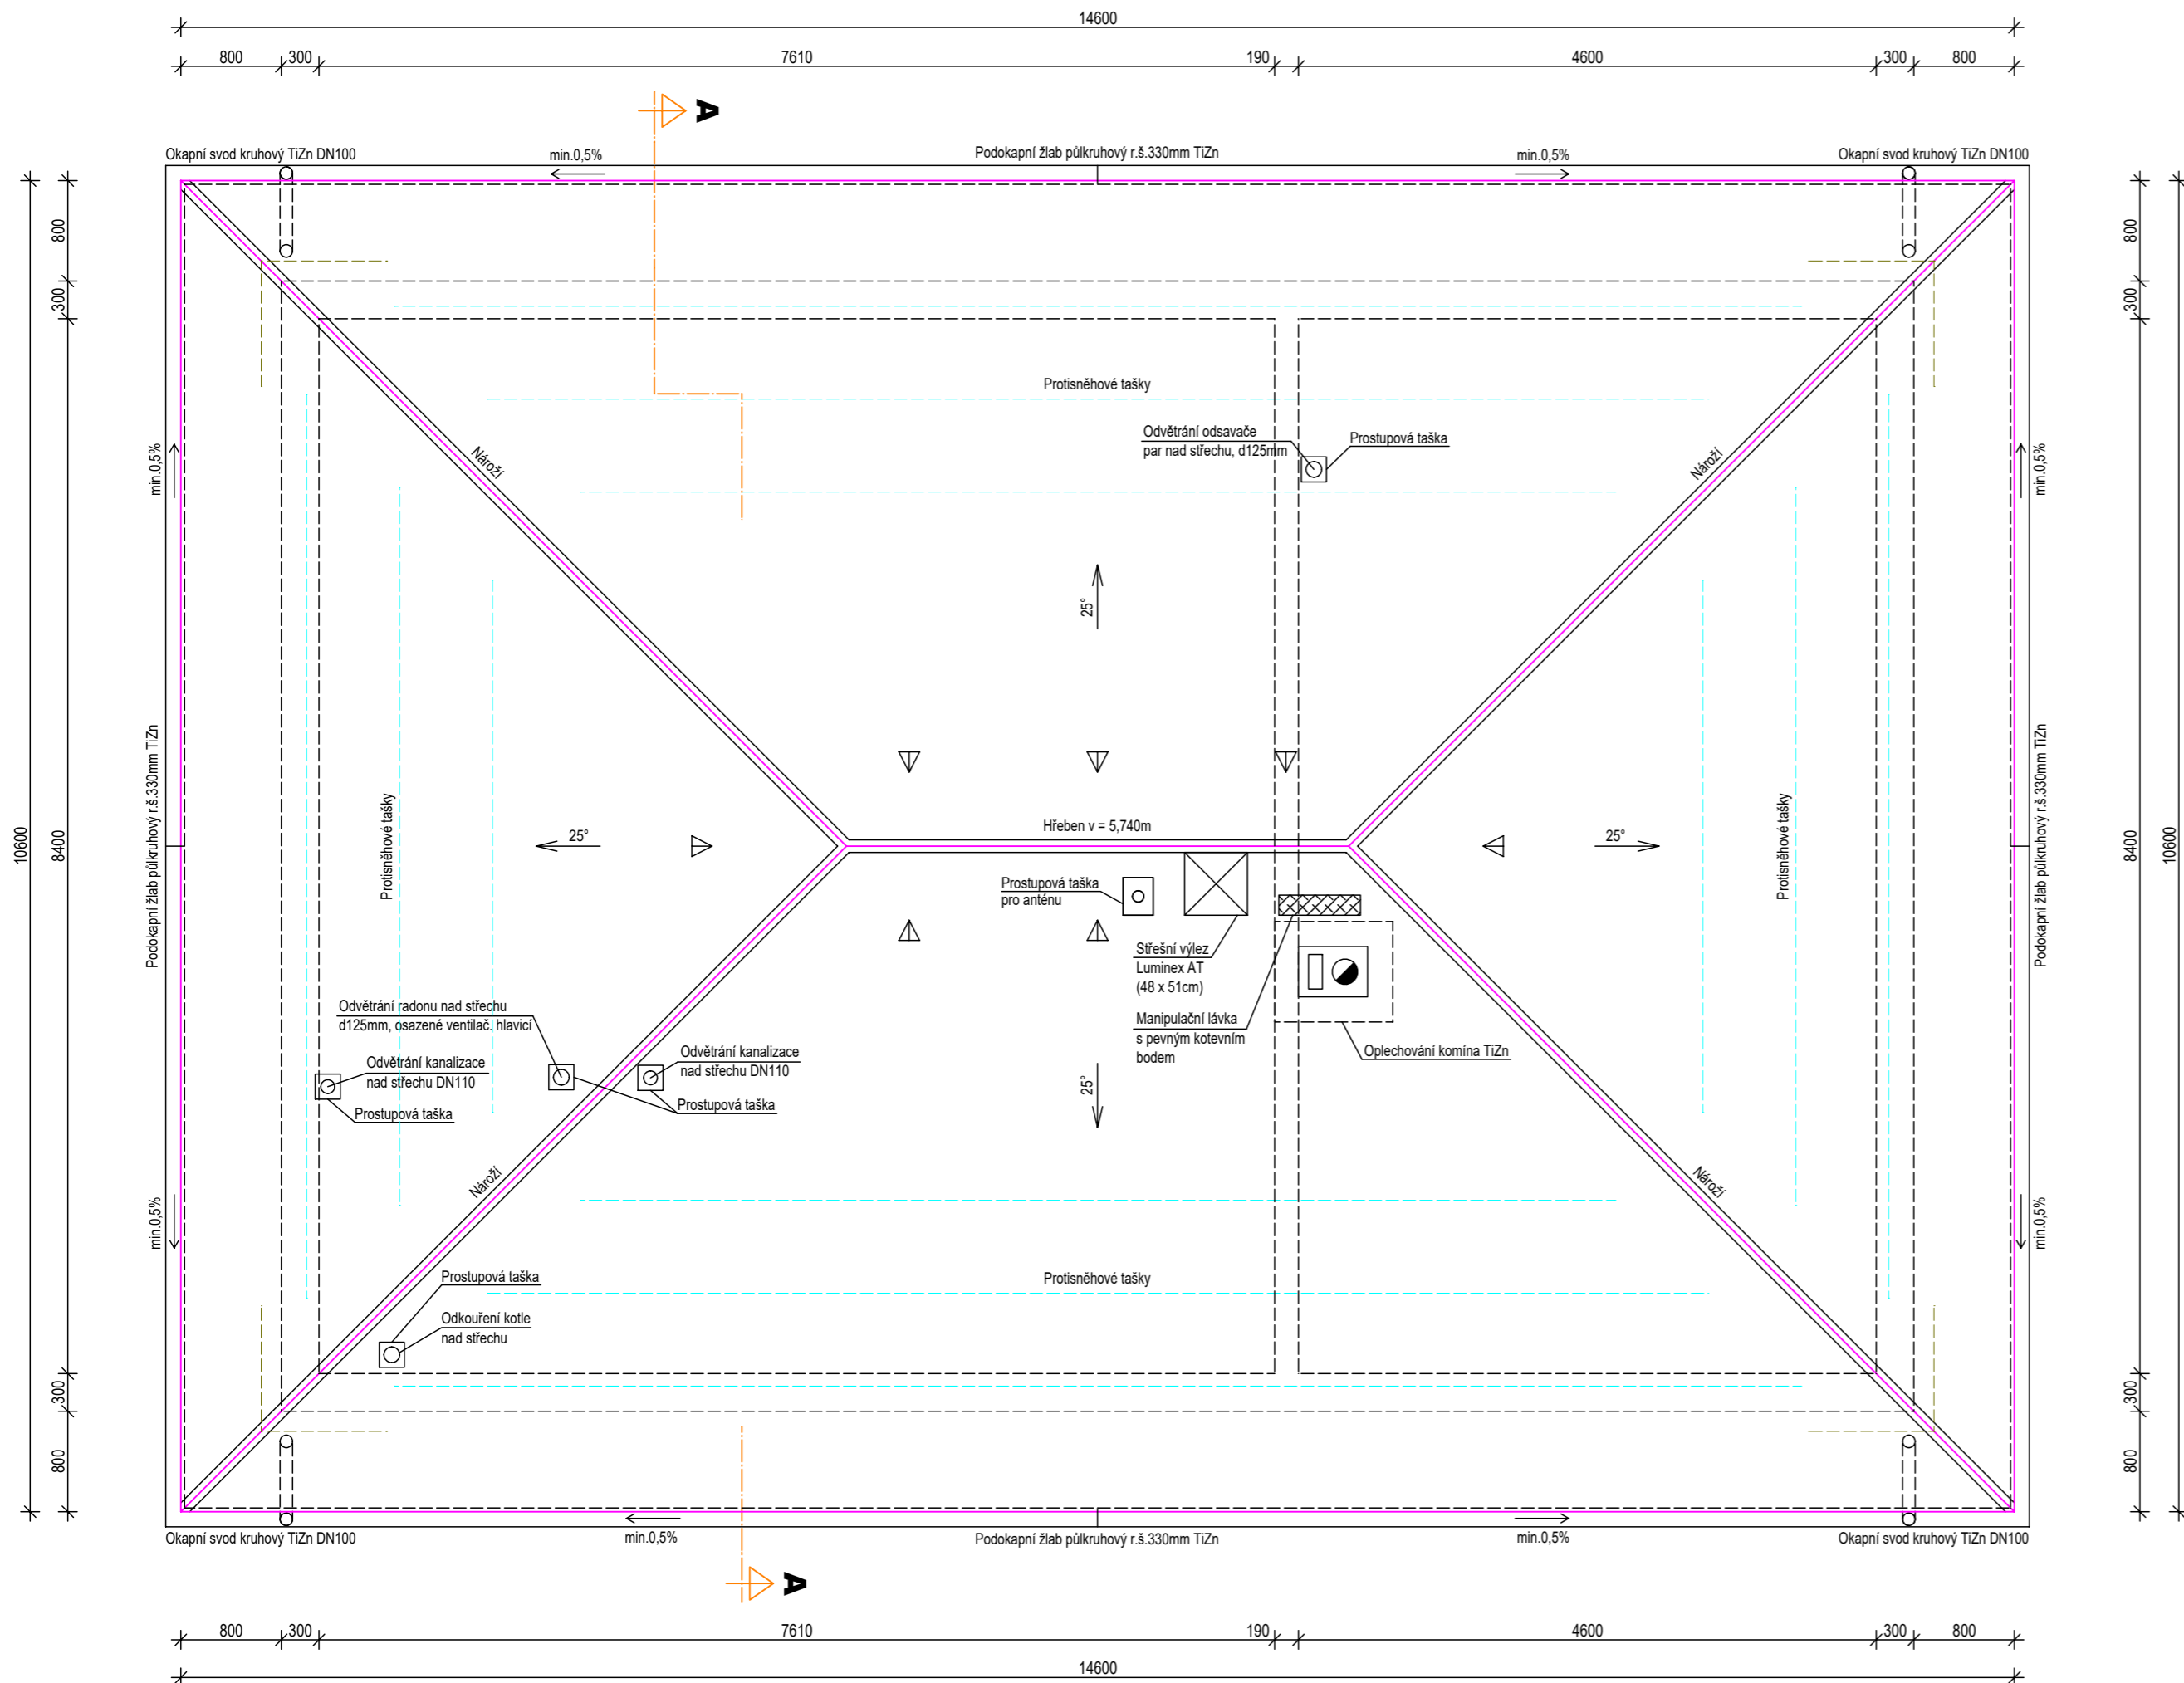 14600
800 300 7610 190 4600 300 800
A
Okapní svod kruhový TiZn DN100
min.0,5%
Podokapní žlab půlkruhový r.š.330mm TiZn
min.0,5%
Okapní svod kruhový TiZn DN100
800
300
8400
10600
300
800
800
300
8400
10600
300
800
Protisněhové tašky
Odvětrání odsavače
par nad střechu, d125mm
Prostupová taška
Nároží
Nároží
min.0,5%
min.0,5%
25°
Podokapní žlab půlkruhový r.š.330mm TiZn
Protisněhové tašky
25°
Hřeben v = 5,740m
25°
Protisněhové tašky
Podokapní žlab půlkruhový r.š.330mm TiZn
Prostupová taška
pro anténu
Střešní výlez
Luminex AT
(48 x 51cm)
Manipulační lávka
s pevným kotevním
bodem
Oplechování komína TiZn
Odvětrání radonu nad střechu
d125mm, osazené ventilač. hlavicí
Odvětrání kanalizace
nad střechu DN110
Prostupová taška
Odvětrání kanalizace
nad střechu DN110
Prostupová taška
25°
Nároží
Nároží
min.0,5%
min.0,5%
Prostupová taška
Odkouření kotle
nad střechu
Protisněhové tašky
Okapní svod kruhový TiZn DN100
min.0,5%
Podokapní žlab půlkruhový r.š.330mm TiZn
min.0,5%
Okapní svod kruhový TiZn DN100
A
800 300 7610 190 4600 300 800
14600